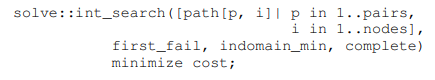 solve::int_search([path[p, i]| p in 1..pairs,
i in 1..nodes],
first_fail, indomain_min, complete)
minimize cost;